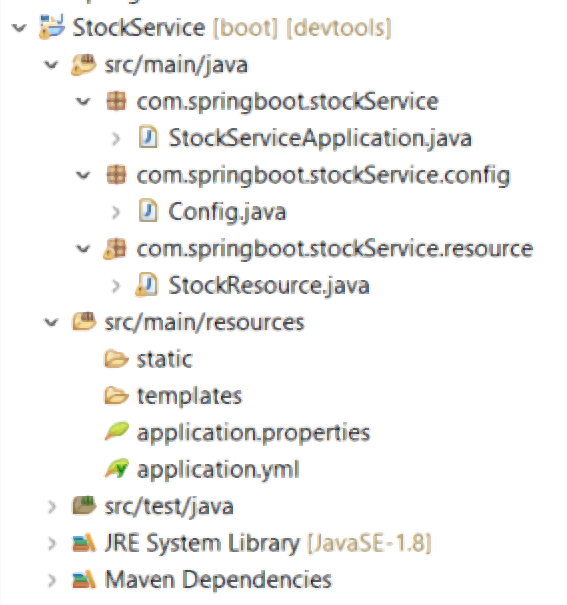 StockService [boot] [devtools]
src/main/java
com.springboot.stockService
StockServiceApplication.java
com.springboot.stockService.config
Config.java
com.springboot.stockService.resource
StockResource.java
src/main/resources
static
templates
application.properties
application.yml
src/test/java
JRE System Library [JavaSE-1.8]
Maven Dependencies